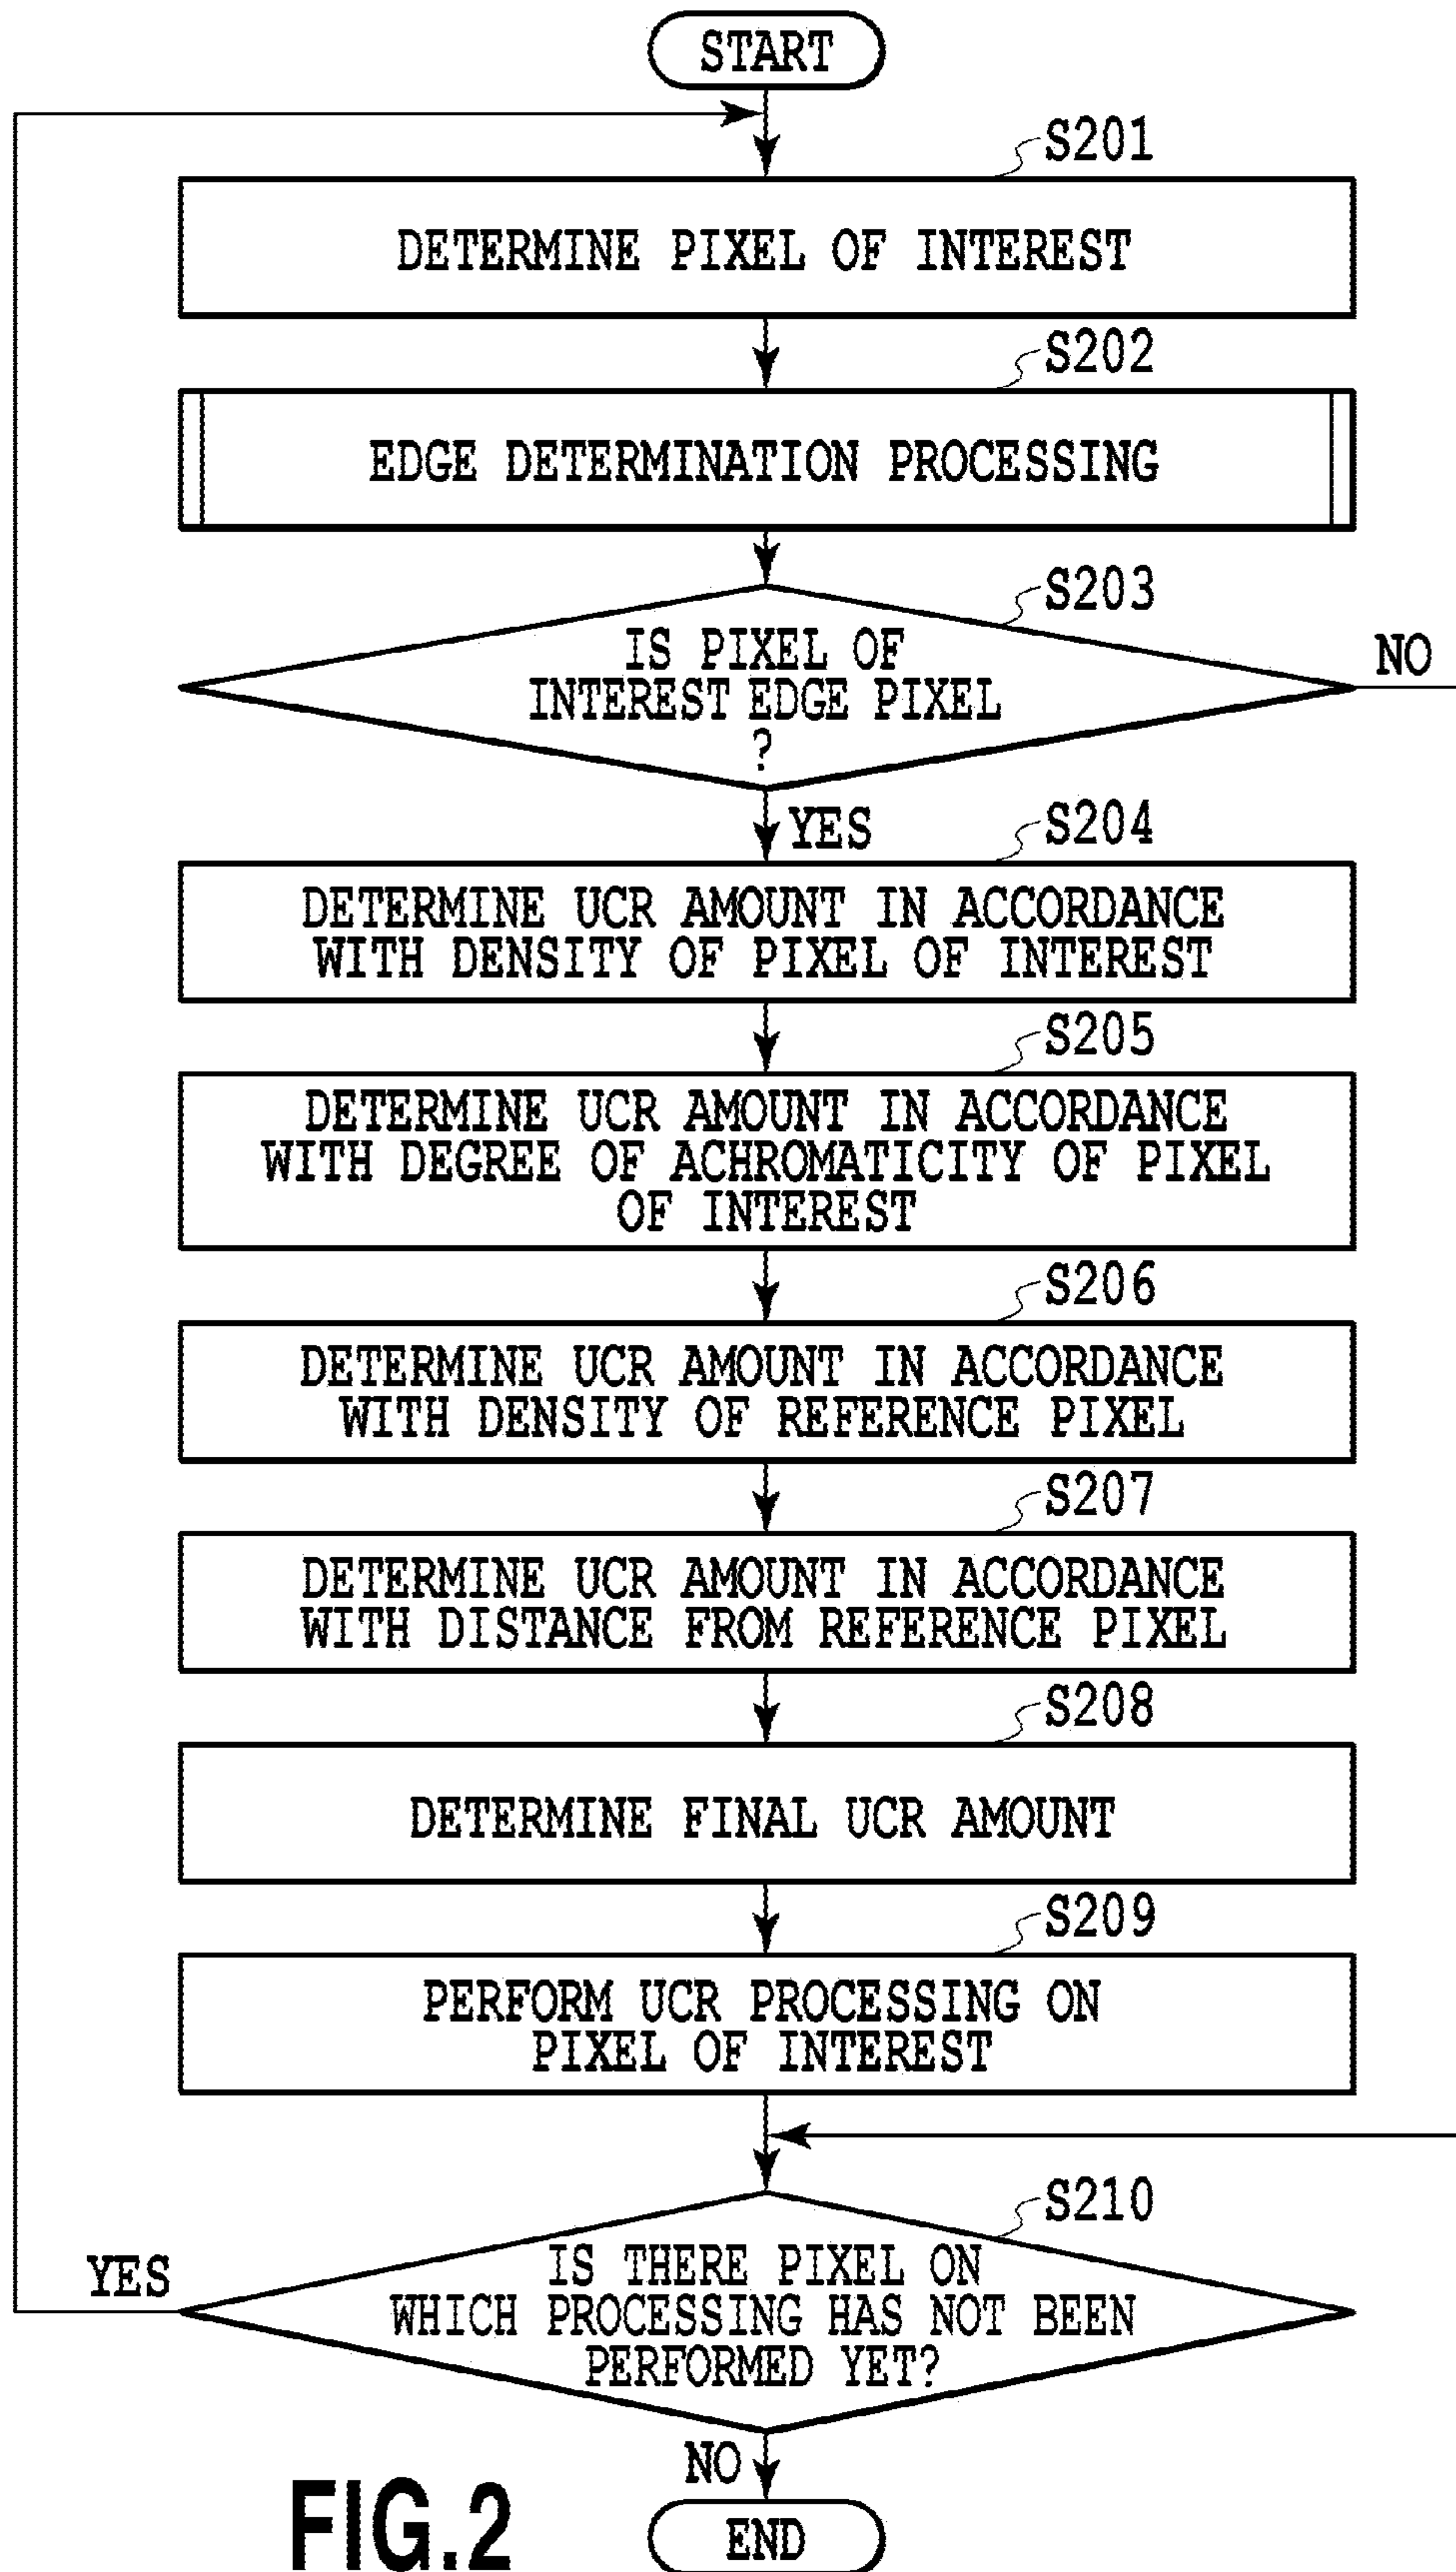 START
S201
DETERMINE PIXEL OF INTEREST
S202
EDGE DETERMINATION PROCESSING
S203
IS PIXEL OF
INTEREST EDGE PIXEL
?
NO
YES
S204
DETERMINE UCR AMOUNT IN ACCORDANCE
WITH DENSITY OF PIXEL OF INTEREST
S205
DETERMINE UCR AMOUNT IN ACCORDANCE
WITH DEGREE OF ACHROMATICITY OF PIXEL
OF INTEREST
S206
DETERMINE UCR AMOUNT IN ACCORDANCE
WITH DENSITY OF REFERENCE PIXEL
S207
DETERMINE UCR AMOUNT IN ACCORDANCE
WITH DISTANCE FROM REFERENCE PIXEL
S208
DETERMINE FINAL UCR AMOUNT
S209
PERFORM UCR PROCESSING ON
PIXEL OF INTEREST
S210
IS THERE PIXEL ON
WHICH PROCESSING HAS NOT BEEN
PERFORMED YET?
YES
NO
END
FIG.2